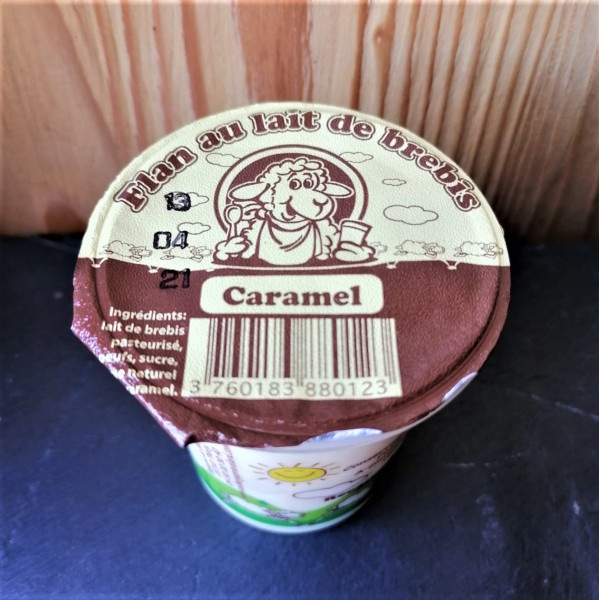 Flan au lait de brebis
19
04
21
Caramel
Ingrédients:
lait de brebis
pasteurisé,
oeufs, sucre,
naturel
caramel.
3 760183 880123